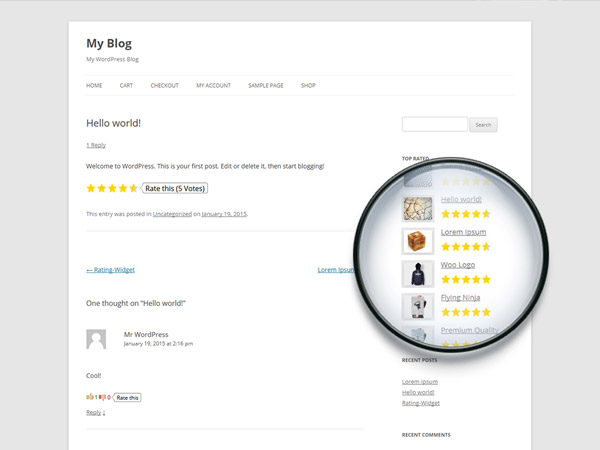 My Blog
My WordPress Blog
HOME CART CHECKOUT MY ACCOUNT SAMPLE PAGE SHOP
Hello world!
1 Reply
Welcome to WordPress. This is your first post. Edit or delete it, then start blogging!
Rate this (5 Votes)
This entry was posted in Uncategorized on January 19, 2015.
← Rating-Widget
Lorem Ipsum
One thought on “Hello world!”
Mr WordPress
January 19, 2015 at 2:16 pm
Cool!
1 0 Rate this
Reply ↓
Search
TOP RATED
Hello world!
Lorem Ipsum
Woo Logo
Flying Ninja
Premium Quality
RECENT POSTS
Lorem Ipsum
Hello world!
Rating-Widget
RECENT COMMENTS